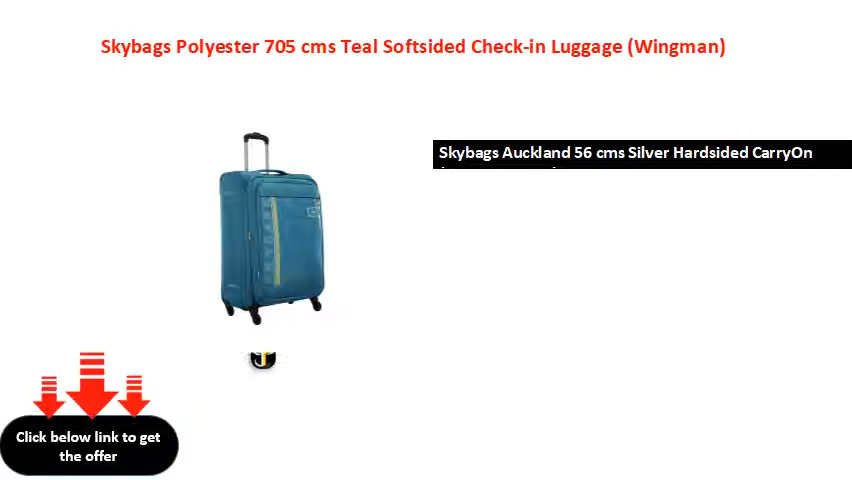 Skybags Polyester 705 cms Teal Softsided Check-in Luggage (Wingman)
Skybags Auckland 56 cms Silver Hardsided CarryOn
Click below link to get
the offer